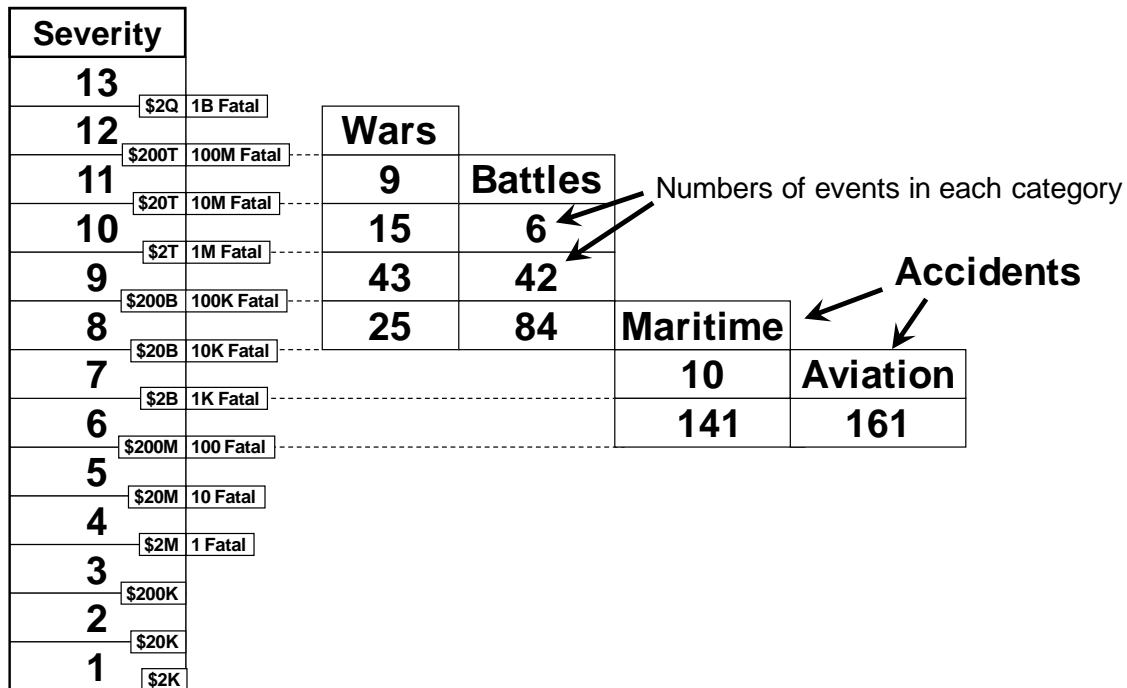 Severity
13
$2Q 1B Fatal
12 Wars
$200T 100M Fatal
11 9 Battles Numbers of events in each category
$20T 10M Fatal
10 15 6
$2T 1M Fatal
9 43 42 Accidents
$200B 100K Fatal
8 25 84 Maritime
$20B 10K Fatal
7 10 Aviation
$2B 1K Fatal
6 141 161
$200M 100 Fatal
5
$20M 10 Fatal
4
$2M 1 Fatal
3
$200K
2
$20K
1
$2K